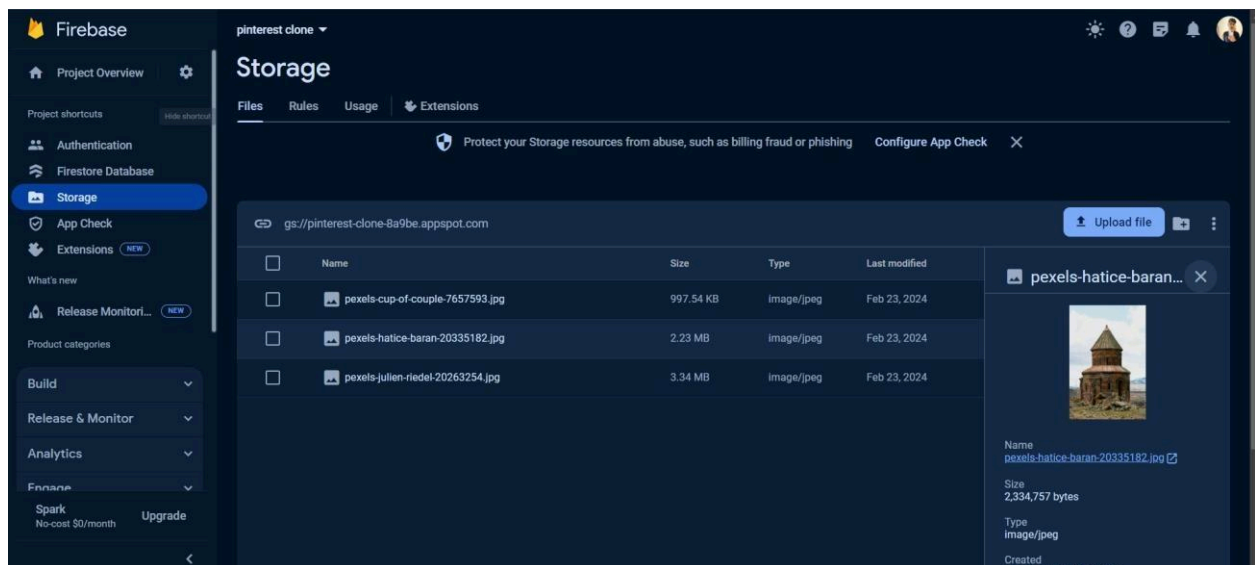 Firebase
pinterest clone
Project Overview
Storage
Files Rules Usage Extensions
Project shortcuts
Hide shortcut
Protect your Storage resources from abuse, such as billing fraud or phishing Configure App Check
Authentication
Firestore Database
Storage
App Check
Extensions NEW
What's new
Release Monitori... NEW
Product categories
Build
Release & Monitor
Analytics
Engage
Spark
No-cost $0/month
Upgrade
gs://pinterest-clone-8a9be.appspot.com
Upload file
Name Size Type Last modified
pexels-cup-of-couple-7657593.jpg 997.54 KB image/jpeg Feb 23, 2024
pexels-hatice-baran-20335182.jpg 2.23 MB image/jpeg Feb 23, 2024
pexels-julien-riedel-20263254.jpg 3.34 MB image/jpeg Feb 23, 2024
pexels-hatice-baran...
Name
pexels-hatice-baran-20335182.jpg
Size
2,334,757 bytes
Type
image/jpeg
Created